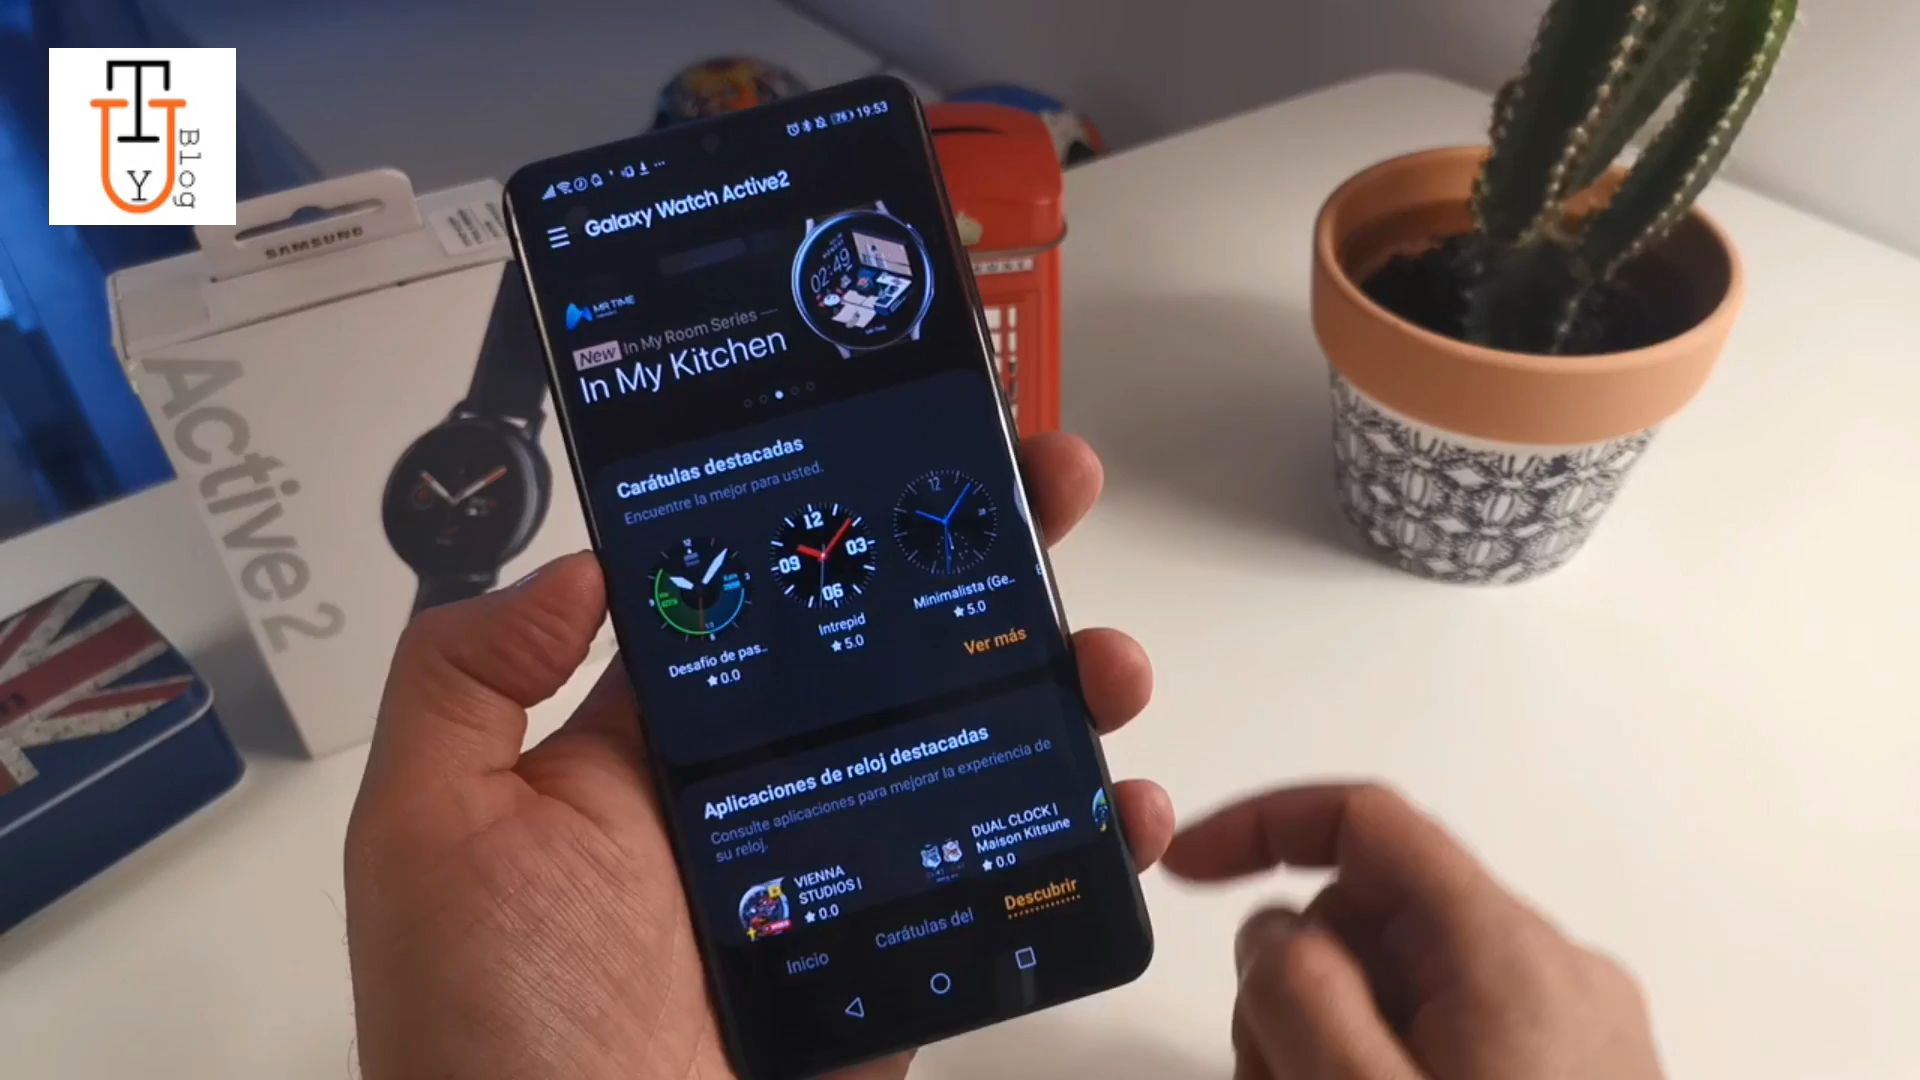 TU
Y
Blog
SAMSUNG
Active2
19:53
Galaxy Watch Active2
MR TIME
02:49
New In My Room Series —
In My Kitchen
Carátulas destacadas
Encuentre la mejor para usted.
12
03
09
06
12
Desafío de pas...
★0.0
Intrepid
★5.0
Minimalista (Ge...
★5.0
Ver más
Aplicaciones de reloj destacadas
Consulte aplicaciones para mejorar la experiencia de
su reloj.
VIENNA
STUDIOS |
★0.0
DUAL CLOCK |
Maison Kitsune
★0.0
Inicio
Carátulas del
Descubrir